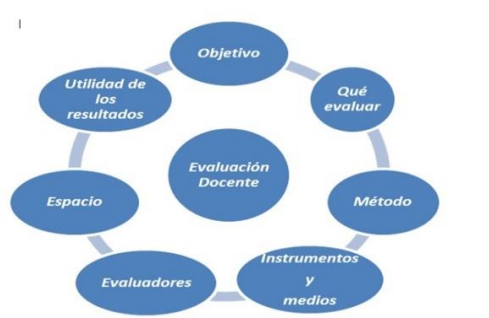 Objetivo
Qué
evaluar
Método
Instrumentos
y
medios
Evaluadores
Espacio
Utilidad de
los
resultados
Evaluación
Docente